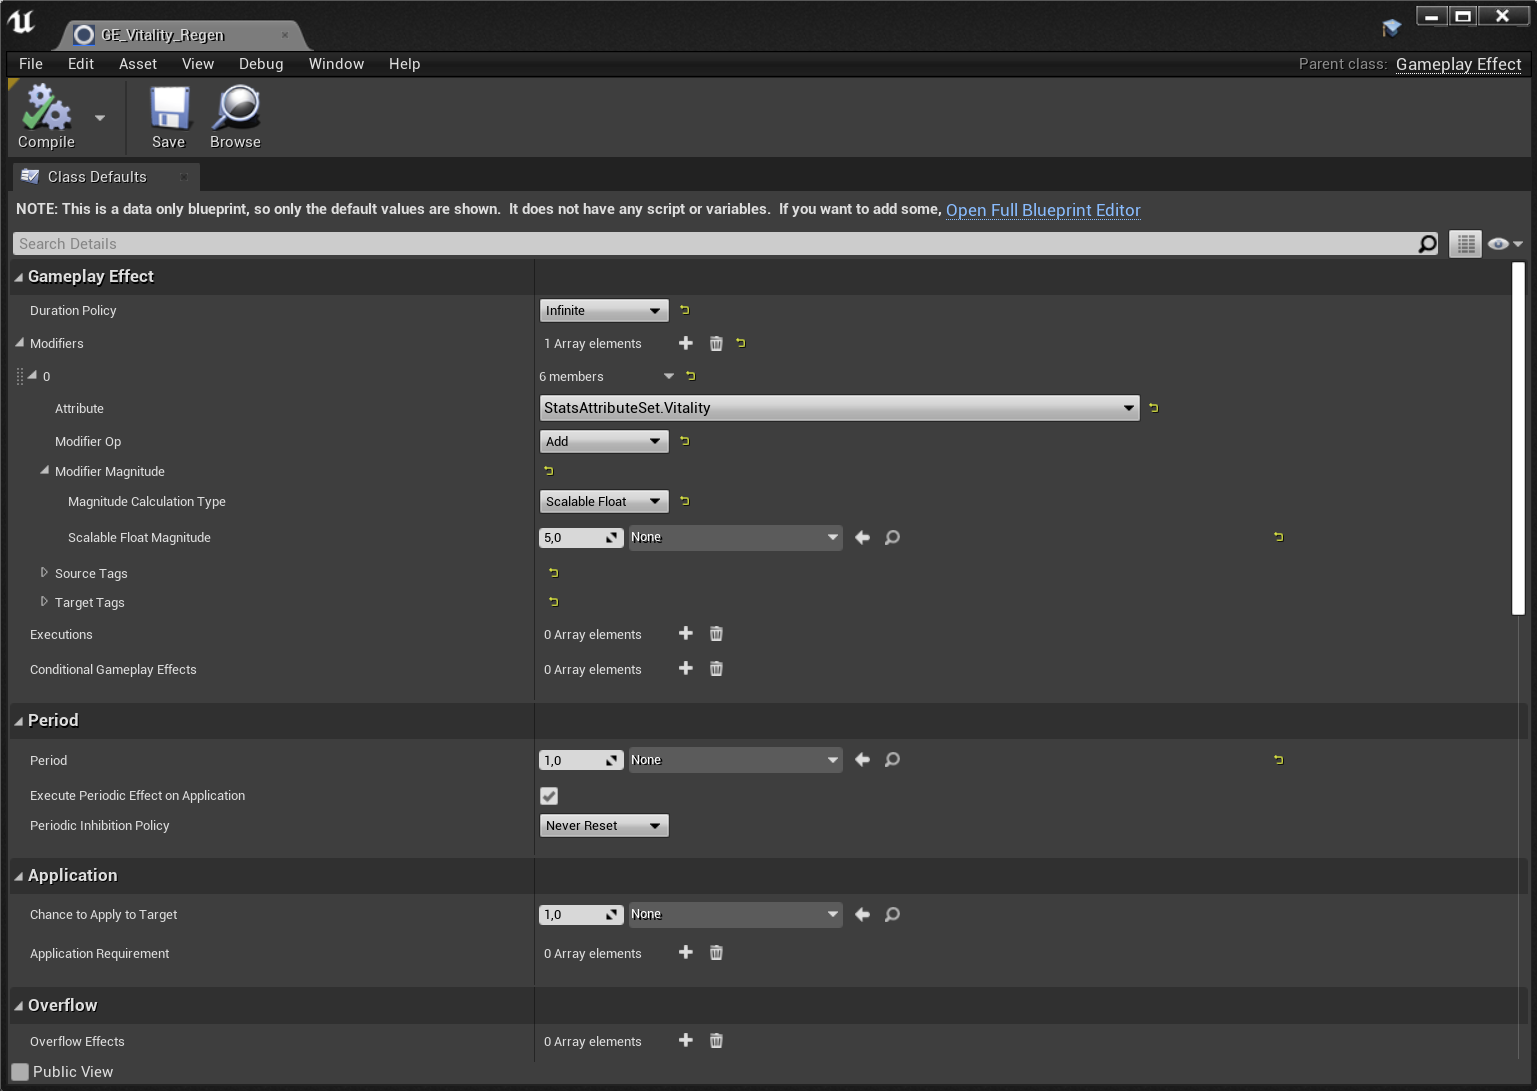 GE_Vitality_Regen
File Edit Asset View Debug Window Help Parent class: Gameplay Effect
Compile Save Browse
Class Defaults
NOTE: This is a data only blueprint, so only the default values are shown. It does not have any script or variables. If you want to add some, Open Full Blueprint Editor
Search Details
Gameplay Effect
Duration Policy Infinite
Modifiers 1 Array elements
0 6 members
Attribute StatsAttributeSet.Vitality
Modifier Op Add
Modifier Magnitude
Magnitude Calculation Type Scalable Float
Scalable Float Magnitude 5,0 None
Source Tags
Target Tags
Executions 0 Array elements
Conditional Gameplay Effects 0 Array elements
Period
Period 1,0 None
Execute Periodic Effect on Application
Periodic Inhibition Policy Never Reset
Application
Chance to Apply to Target 1,0 None
Application Requirement 0 Array elements
Overflow
Overflow Effects 0 Array elements
Public View